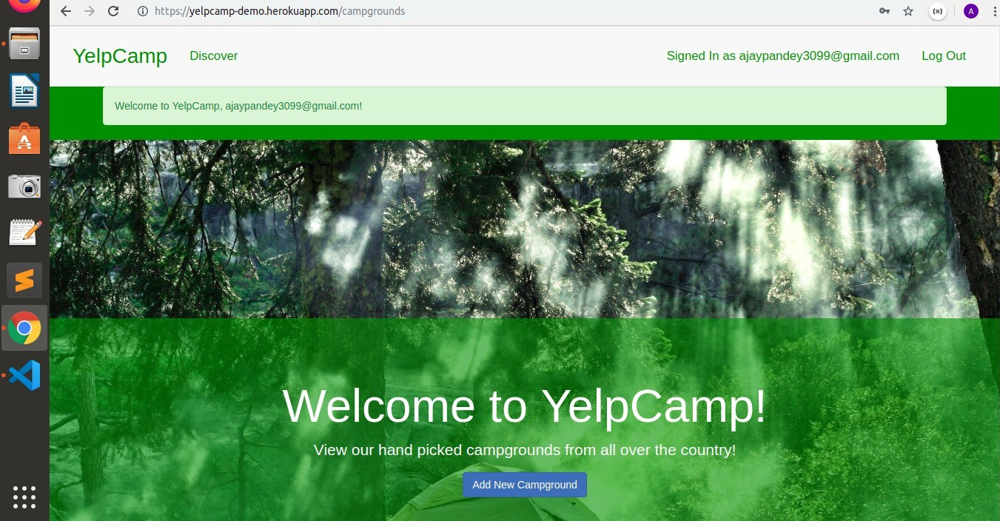 https://yelpcamp-demo.herokuapp.com/campgrounds
A
YelpCamp Discover Signed In as ajaypandey3099@gmail.com Log Out
Welcome to YelpCamp, ajaypandey3099@gmail.com!
Welcome to YelpCamp!
View our hand picked campgrounds from all over the country!
Add New Campground